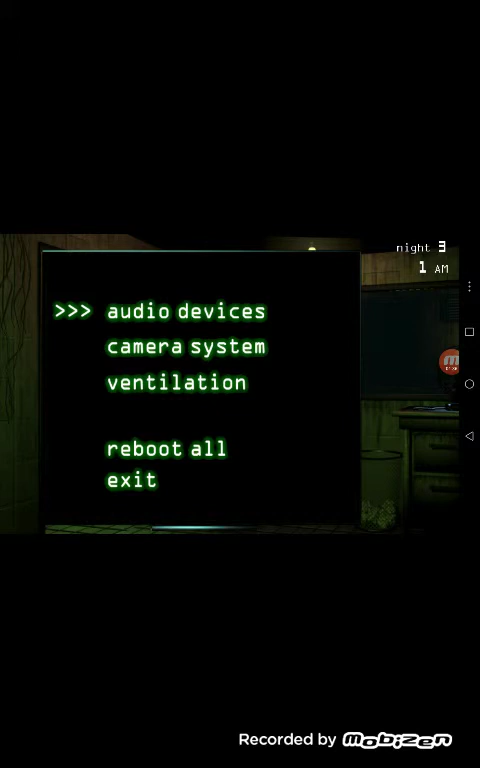 night 3
1 AM
>>> audio devices
camera system
ventilation
reboot all
exit
Recorded by mobizen